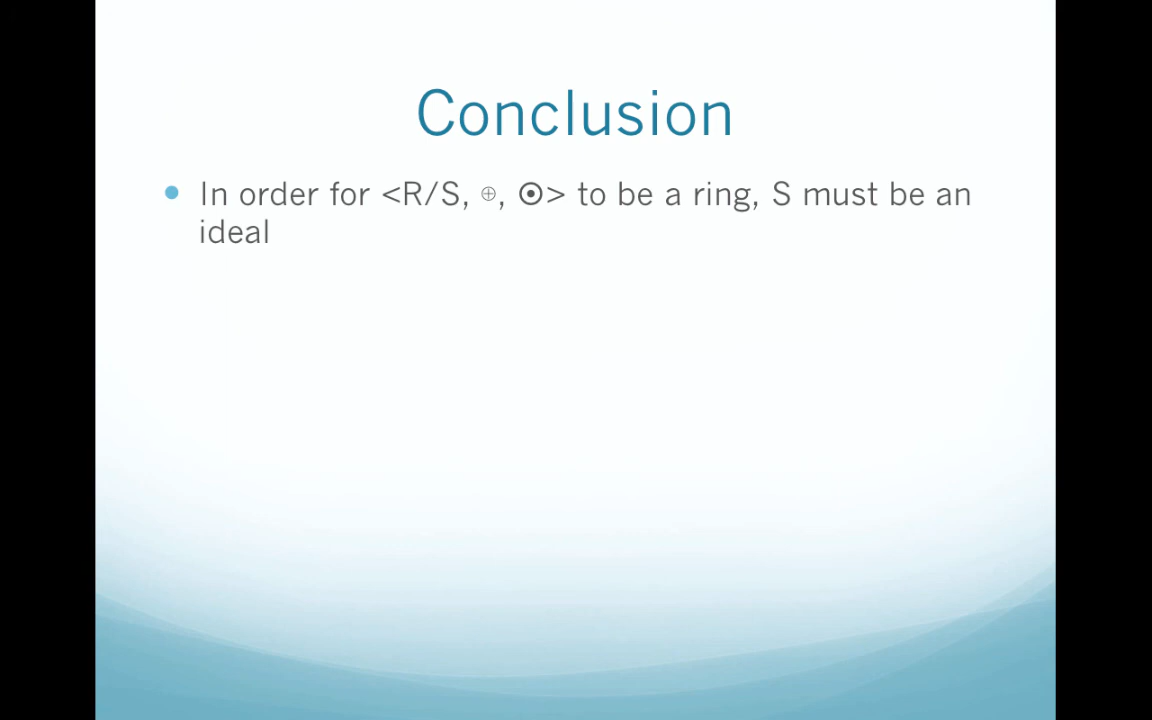 Conclusion
• In order for <R/S, ⊕, ⊙> to be a ring, S must be an
ideal